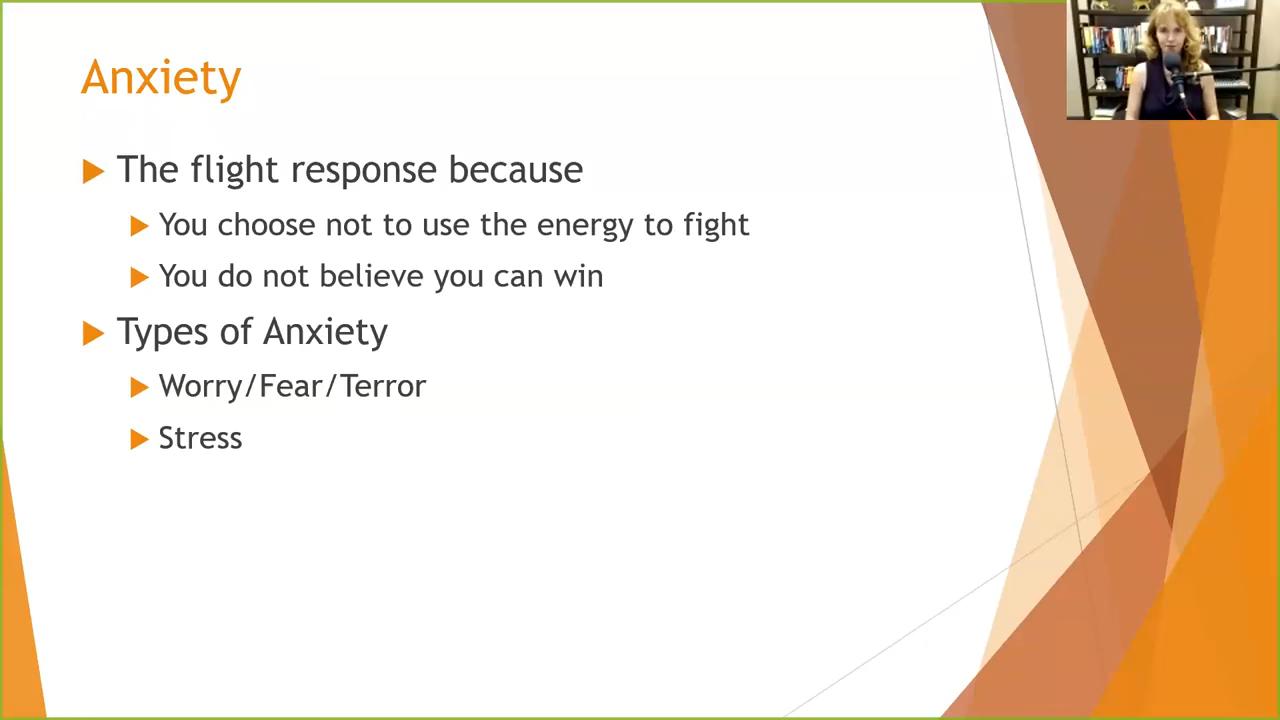 Anxiety
The flight response because
You choose not to use the energy to fight
You do not believe you can win
Types of Anxiety
Worry/Fear/Terror
Stress